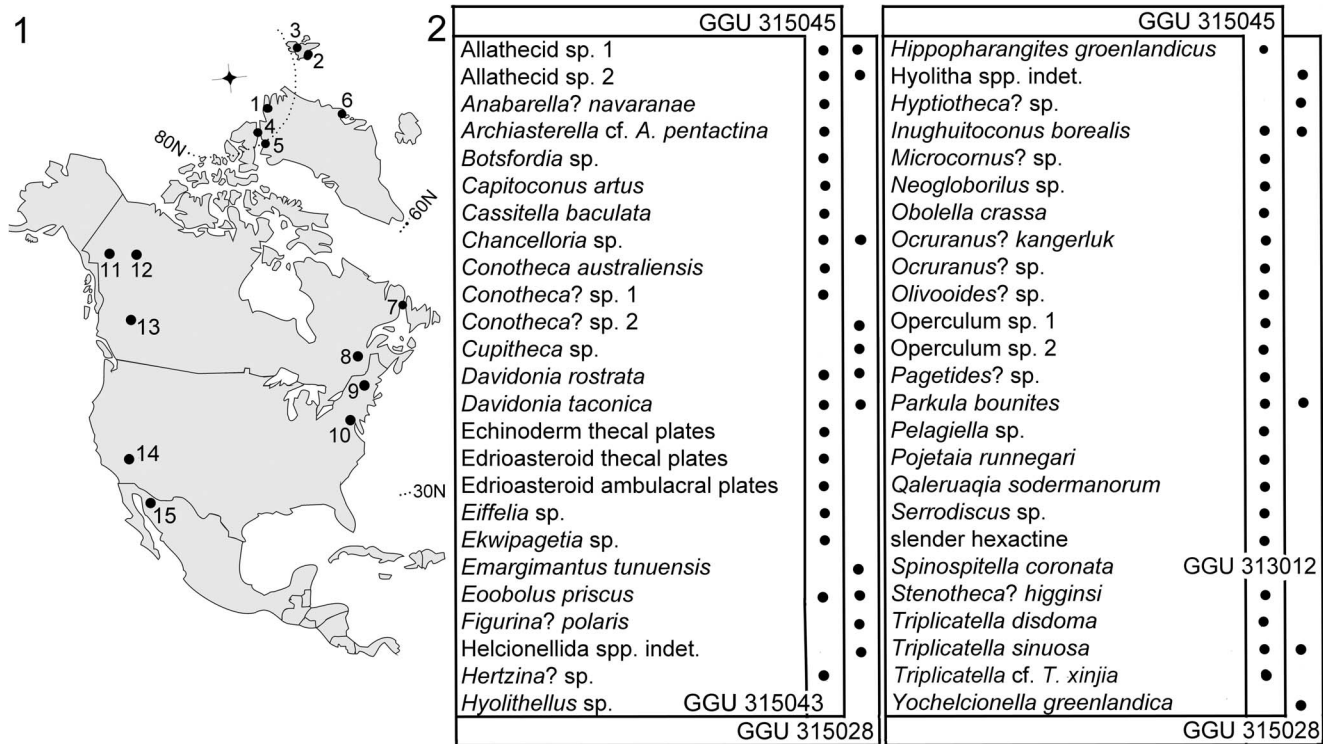 1
3
2
1
6
4
5
80N
60N
11
12
7
13
8
9
10
14
30N
15
2
GGU 315045
Allathecid sp. 1
Allathecid sp. 2
Anabarella? navaranae
Archiasterella cf. A. pentactina
Botsfordia sp.
Capitoconus artus
Cassitella baculata
Chancelloria sp.
Conotheca australiensis
Conotheca? sp. 1
Conotheca? sp. 2
Cupitheca sp.
Davidonia rostrata
Davidonia taconica
Echinoderm thecal plates
Edrioasteroid thecal plates
Edrioasteroid ambulacral plates
Eiffelia sp.
Ekwipagetia sp.
Emargimantus tunuensis
Eoobolus priscus
Figurina? polaris
Helcionellida spp. indet.
Hertzina? sp.
Hyolithellus sp. GGU 315043
GGU 315028
GGU 315045
Hippopharangites groenlandicus
Hyolitha spp. indet.
Hyptiotheca? sp.
Inughuitoconus borealis
Microcornus? sp.
Neogloborilus sp.
Obolella crassa
Ocruranus? kangerluk
Ocruranus? sp.
Olivooides? sp.
Operculum sp. 1
Operculum sp. 2
Pagetides? sp.
Parkula bounites
Pelagiella sp.
Pojetaia runnegari
Qaleruaqia sodermanorum
Serrodiscus sp.
slender hexactine
Spinospitella coronata GGU 313012
Stenotheca? higginsi
Triplicatella disdoma
Triplicatella sinuosa
Triplicatella cf. T. xinjia
Yochelcionella greenlandica
GGU 315028